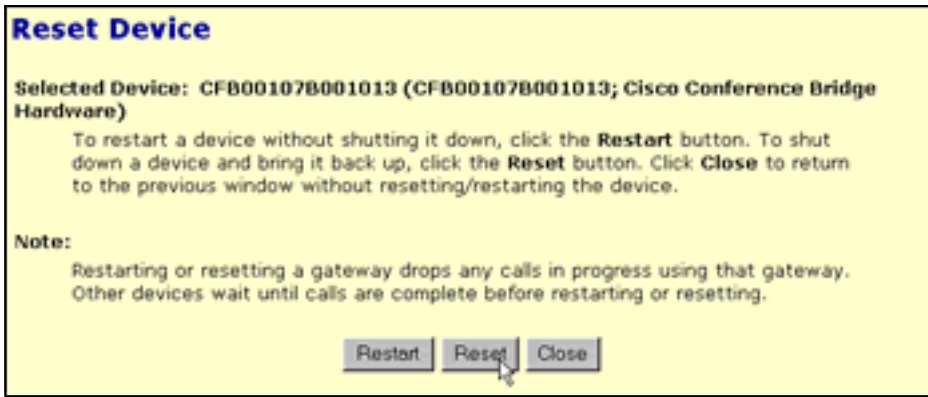 Reset Device
Selected Device: CFB00107B001013 (CFB00107B001013; Cisco Conference Bridge
Hardware)
To restart a device without shutting it down, click the Restart button. To shut
down a device and bring it back up, click the Reset button. Click Close to return
to the previous window without resetting/restarting the device.
Note:
Restarting or resetting a gateway drops any calls in progress using that gateway.
Other devices wait until calls are complete before restarting or resetting.
Restart Reset Close